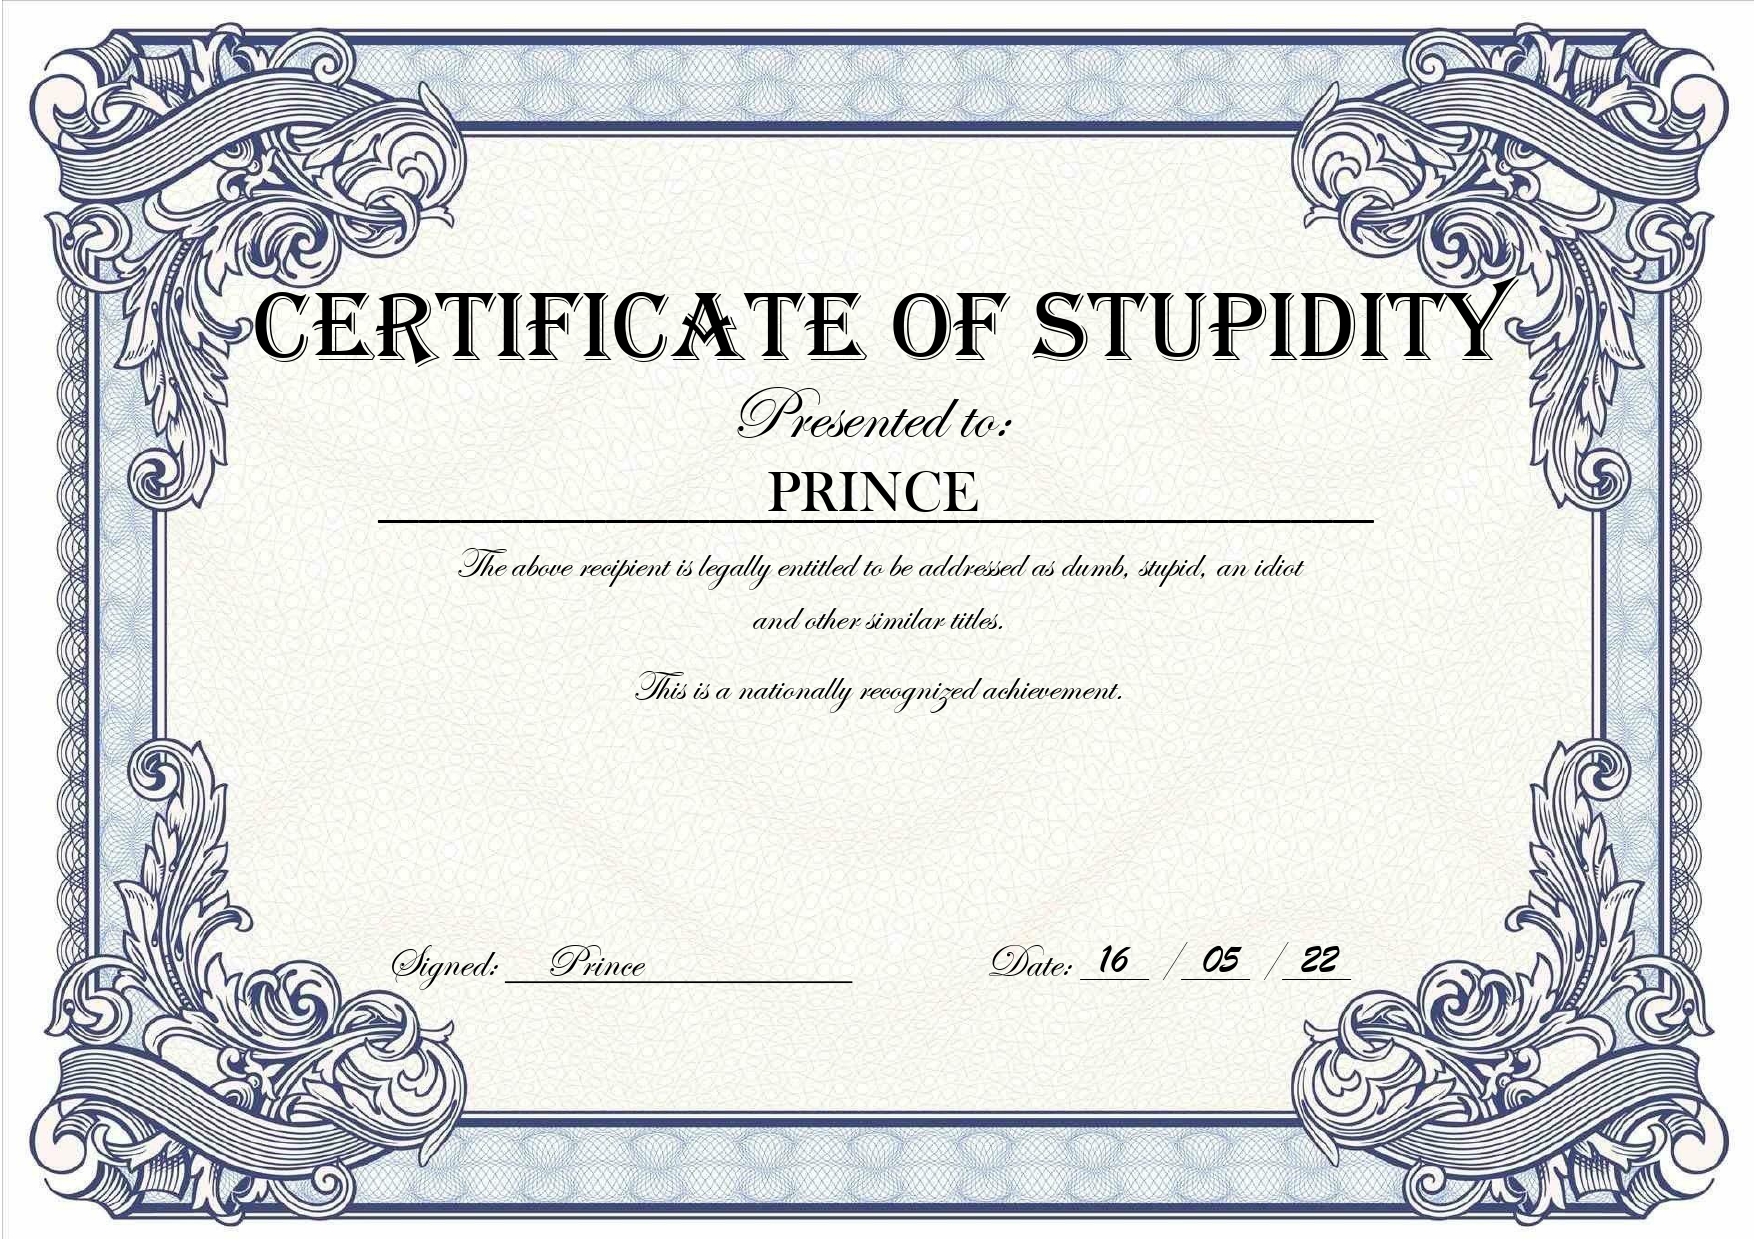 CERTIFICATE OF STUPIDITY
Presented to:
PRINCE
The above recipient is legally entitled to be addressed as dumb, stupid, an idiot
and other similar titles.
This is a nationally recognized achievement.
Signed: Prince Date: 16 / 05 / 22